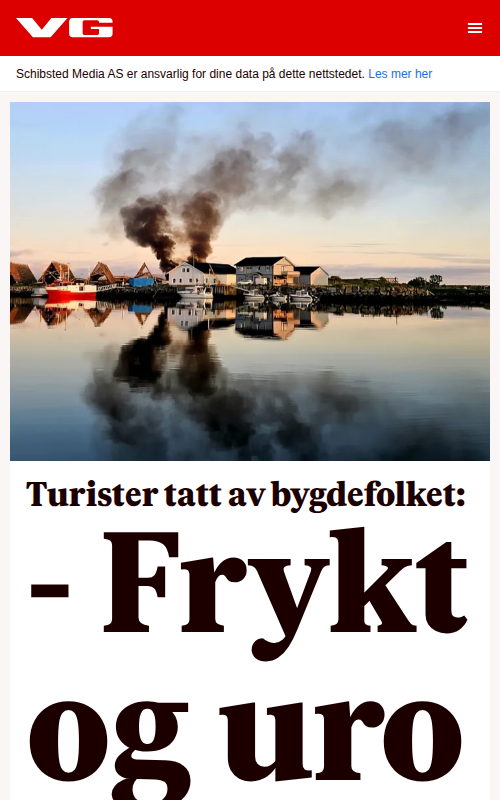 VG
Schibsted Media AS er ansvarlig for dine data på dette nettstedet. Les mer her
Turister tatt av bygdefolket:
- Frykt
og uro